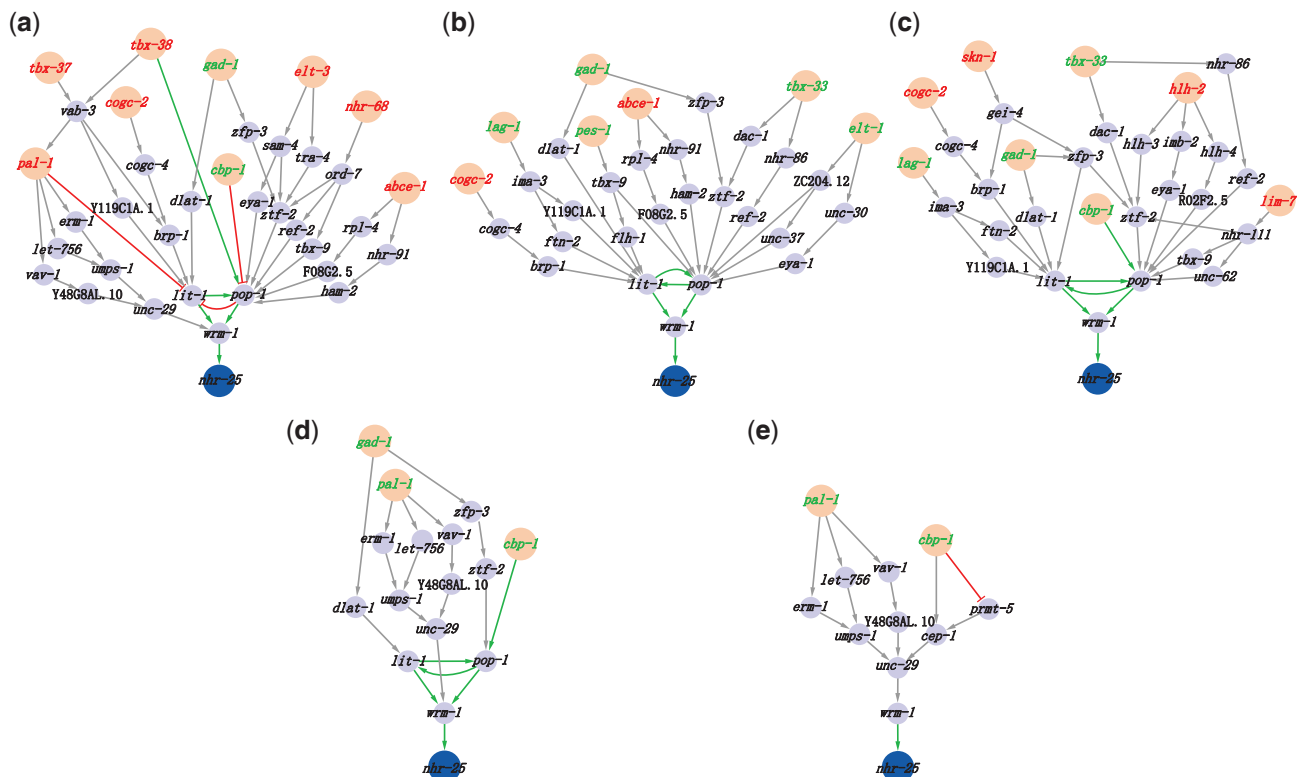 (a)
tbx-38
tbx-37
gad-1
elt-3
cogc-2
nhr-68
vab-3
zfp-3
sam-4
tra-4
pal-1
cogc-4
cbp-1
ord-7
abce-1
Y119C1A.1
dlat-1
eya-1
erm-1
ztf-2
rpl-4
let-756
brp-1
ref-2
umps-1
tbx-9
nhr-91
vav-1
F08G2.5
Y48G8AL.10
lit-1
pop-1
ham-2
unc-29
wrm-1
nhr-25
(b)
gad-1
tbx-33
abce-1
zfp-3
lag-1
pes-1
dac-1
elt-1
dlat-1
rpl-4
nhr-91
nhr-86
cogc-2
ima-3
tbx-9
ham-2
ztf-2
ZC204.12
Y119C1A.1
F08G2.5
ref-2
unc-30
cogc-4
ftn-2
flh-1
unc-37
brp-1
eya-1
lit-1
pop-1
wrm-1
nhr-25
(c)
skn-1
tbx-33
nhr-86
cogc-2
hlh-2
gei-4
dac-1
hlh-3
imb-2
hlh-4
cogc-4
lag-1
gad-1
zfp-3
ref-2
brp-1
eya-1
R02F2.5
ima-3
cbp-1
lim-7
dlat-1
ztf-2
ftn-2
nhr-111
Y119C1A.1
tbx-9
lit-1
pop-1
unc-62
wrm-1
nhr-25
(d)
gad-1
pal-1
zfp-3
erm-1
let-756
vav-1
cbp-1
ztf-2
Y48G8AL.10
dlat-1
umps-1
unc-29
lit-1
pop-1
wrm-1
nhr-25
(e)
pal-1
cbp-1
let-756
vav-1
erm-1
prmt-5
umps-1
Y48G8AL.10
cep-1
unc-29
wrm-1
nhr-25